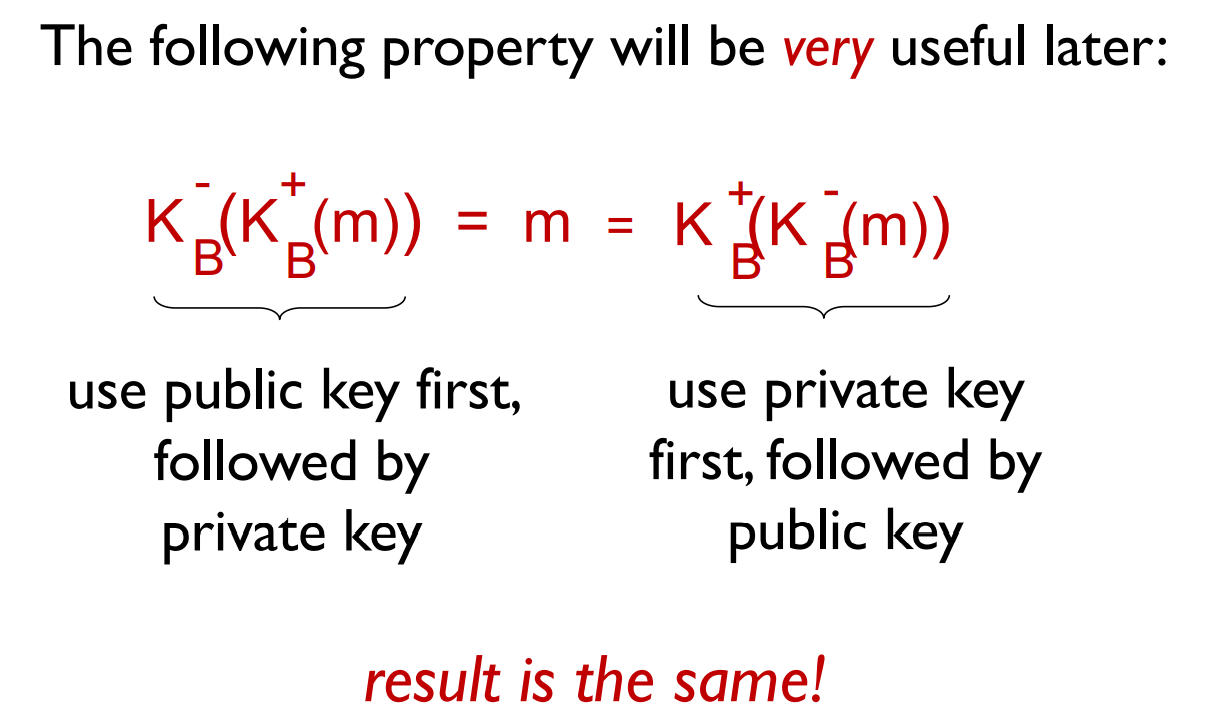 The following property will be very useful later:
K_B^-(K_B^+(m)) = m = K_B^+(K_B^-(m))
use public key first,
followed by
private key
use private key
first, followed by
public key
result is the same!